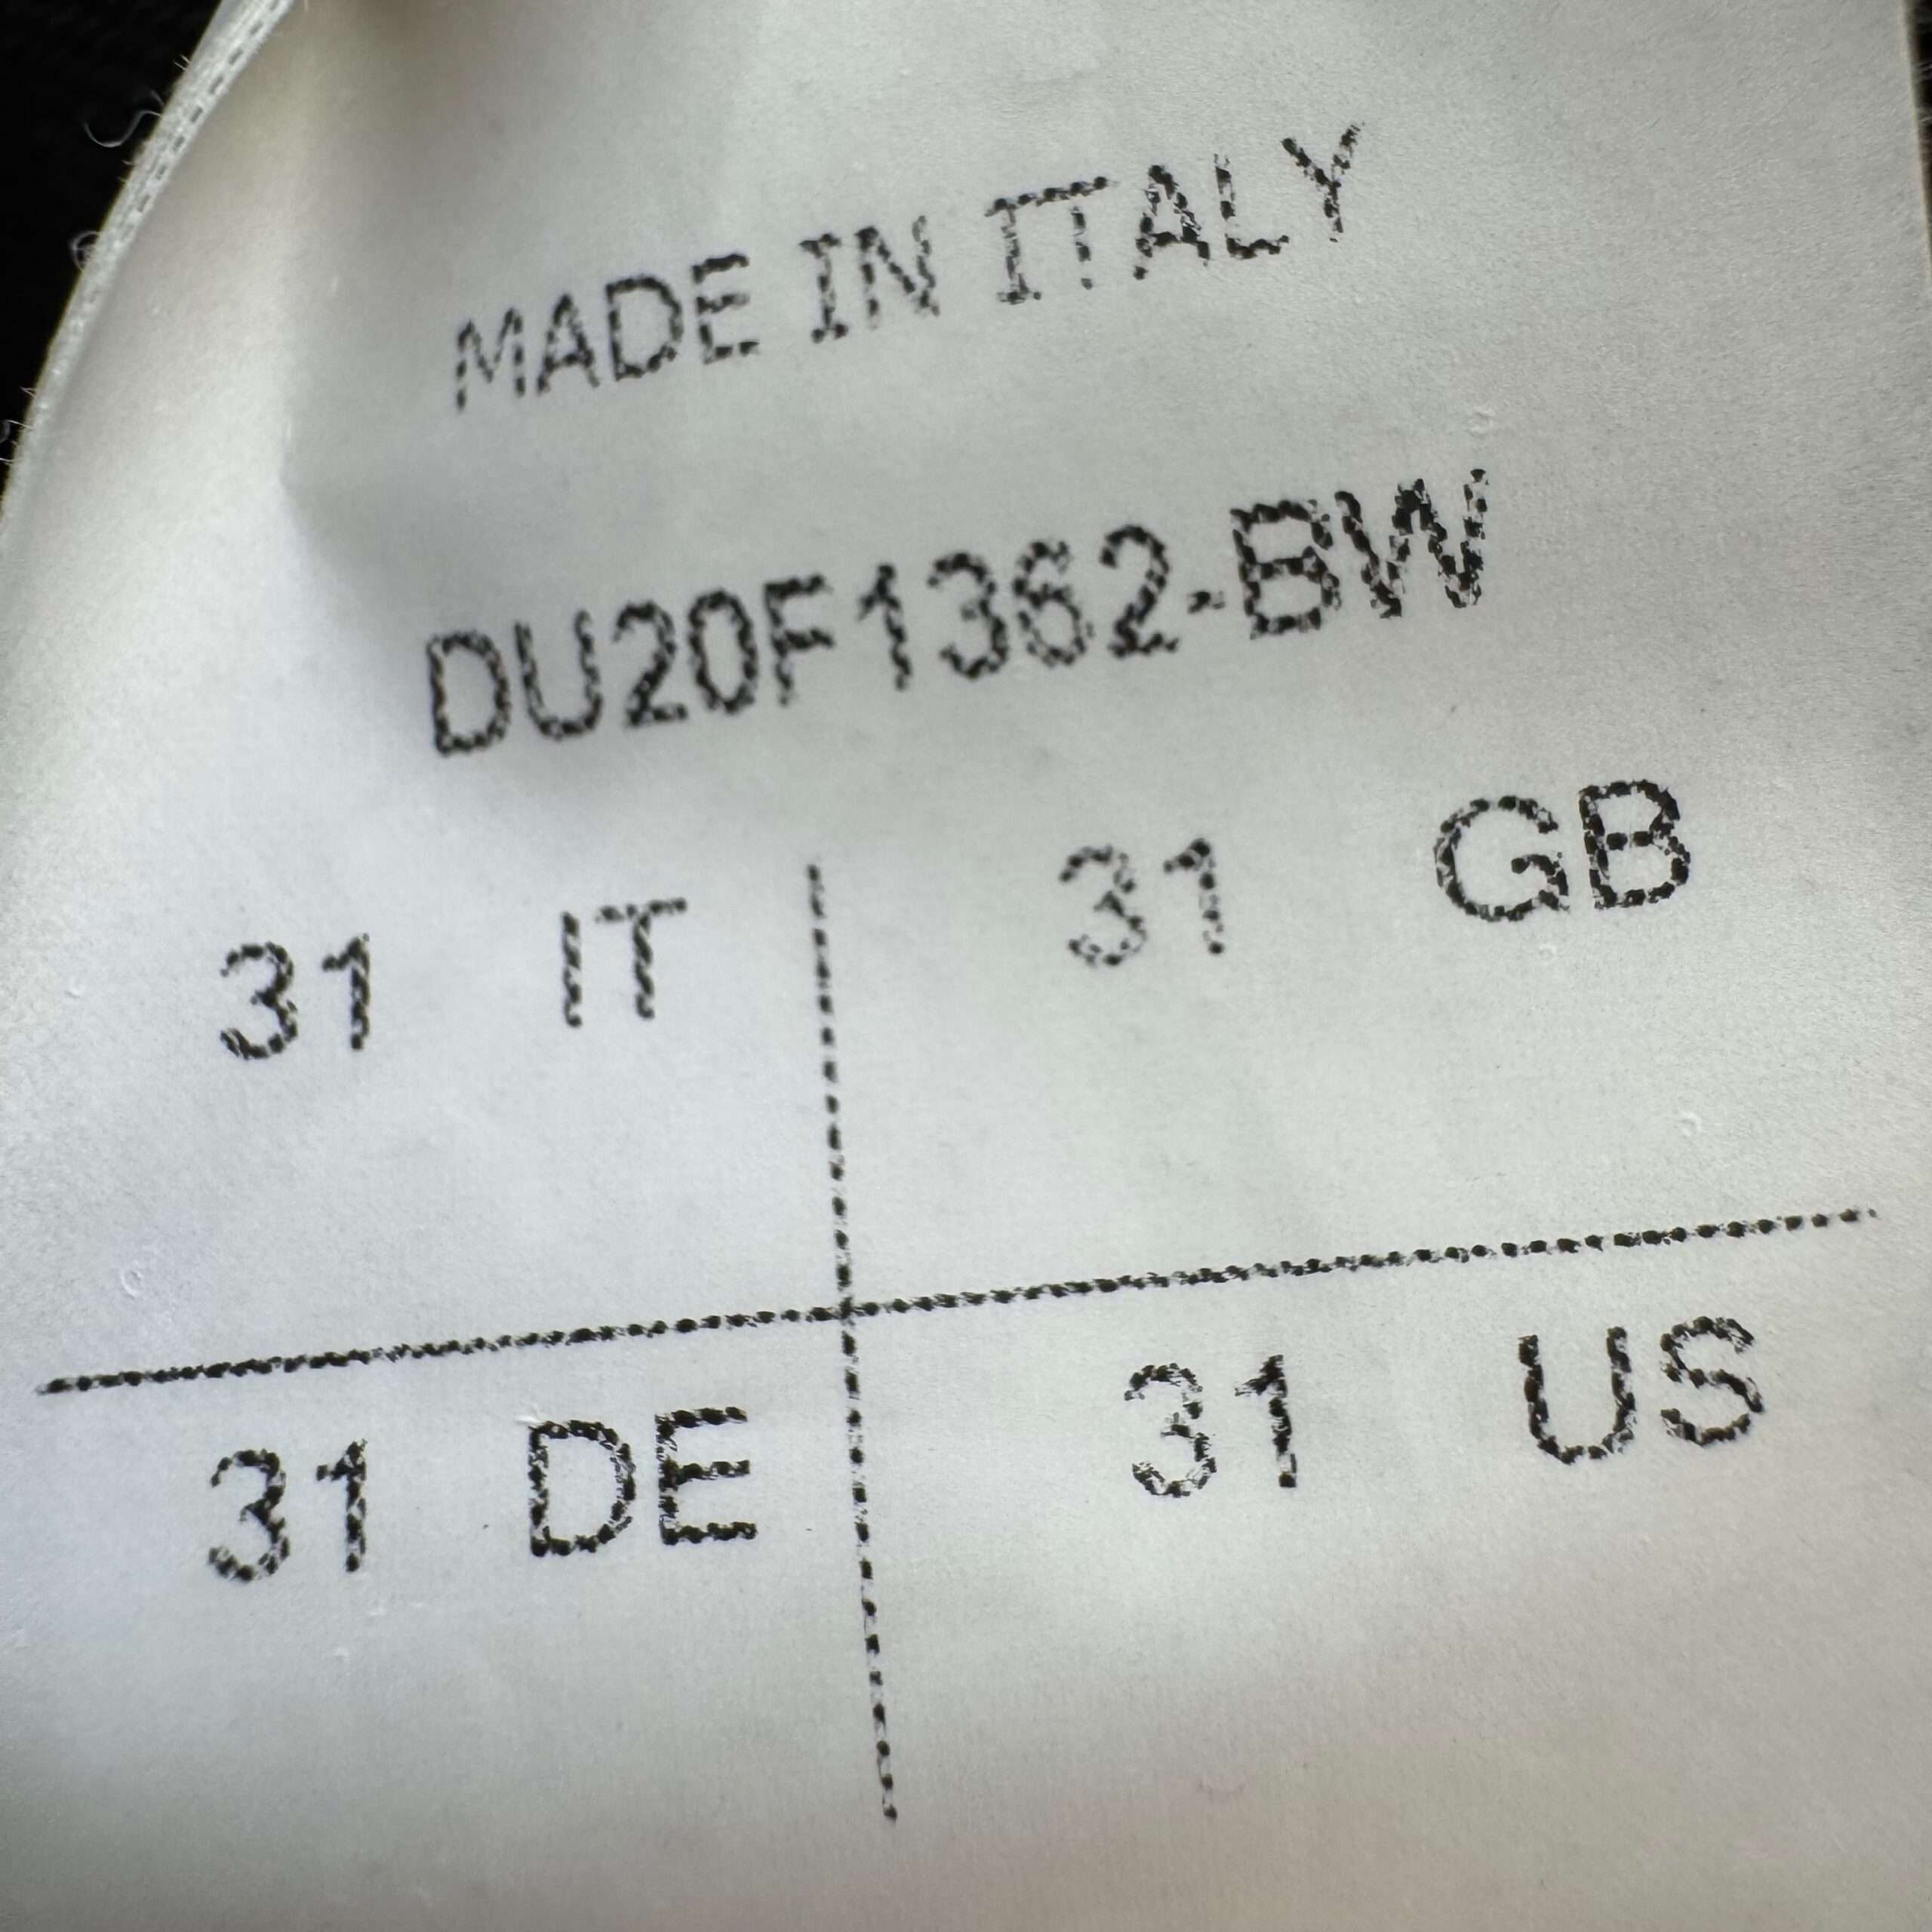 MADE IN ITALY
DU20F1362-BW
31 IT 31 GB
31 DE 31 US